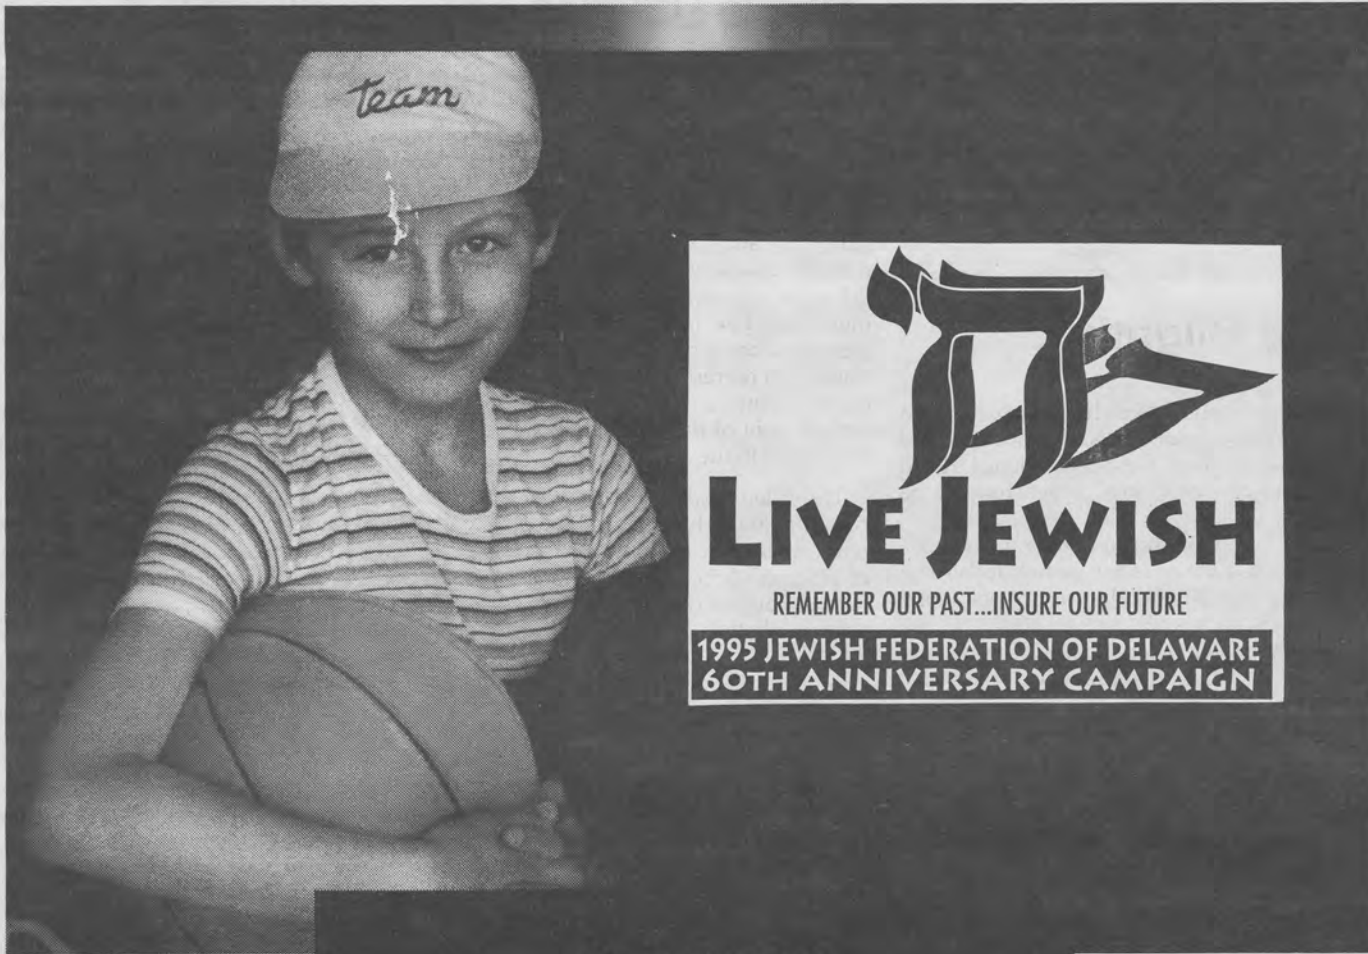 team
חי
LIVE JEWISH
REMEMBER OUR PAST...INSURE OUR FUTURE
1995 JEWISH FEDERATION OF DELAWARE
60TH ANNIVERSARY CAMPAIGN